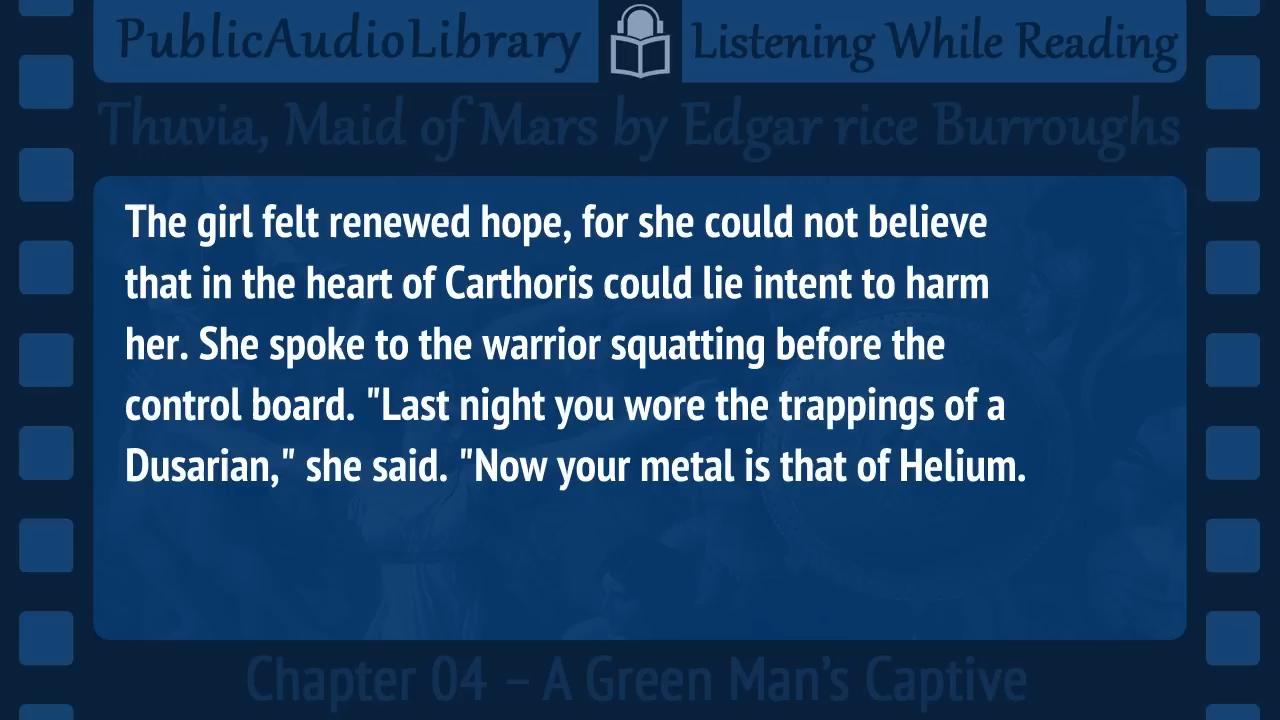 PublicAudioLibrary
Listening While Reading
Thuvia, Maid of Mars by Edgar rice Burroughs
The girl felt renewed hope, for she could not believe
that in the heart of Carthoris could lie intent to harm
her. She spoke to the warrior squatting before the
control board. "Last night you wore the trappings of a
Dusarian," she said. "Now your metal is that of Helium.
Chapter 04 – A Green Man’s Captive